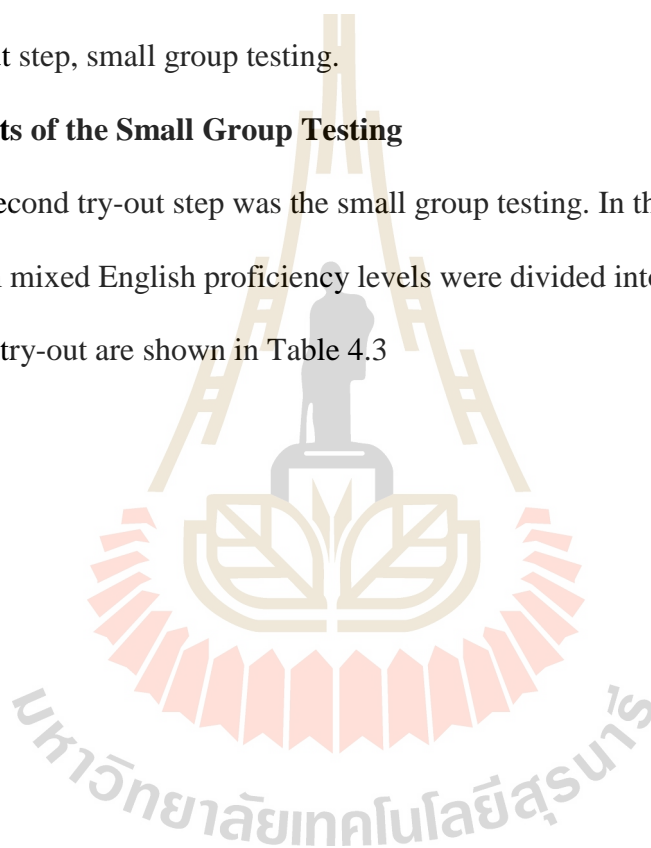 t step, small group testing.
ts of the Small Group Testing
econd try-out step was the small group testing. In th
mixed English proficiency levels were divided into
try-out are shown in Table 4.3
มหาวิทยาลัยเทคโนโลยีสุรนารี